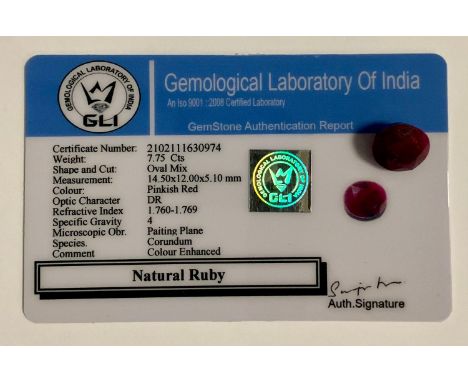 GEMOLOGICAL LABORATORY OF INDIA
GLI
Gemological Laboratory Of India
An Iso 9001 : 2008 Certified Laboratory
GemStone Authentication Report
Certificate Number: 2102111630974
Weight: 7.75 Cts
Shape and Cut: Oval Mix
Measurement: 14.50x12.00x5.10 mm
Colour: Pinkish Red
Optic Character DR
Refractive Index 1.760-1.769
Specific Gravity 4
Microscopic Obr. Paiting Plane
Species. Corundum
Comment Colour Enhanced
GEMOLOGICAL LABORATORY OF INDIA
GLI
Natural Ruby
Auth.Signature